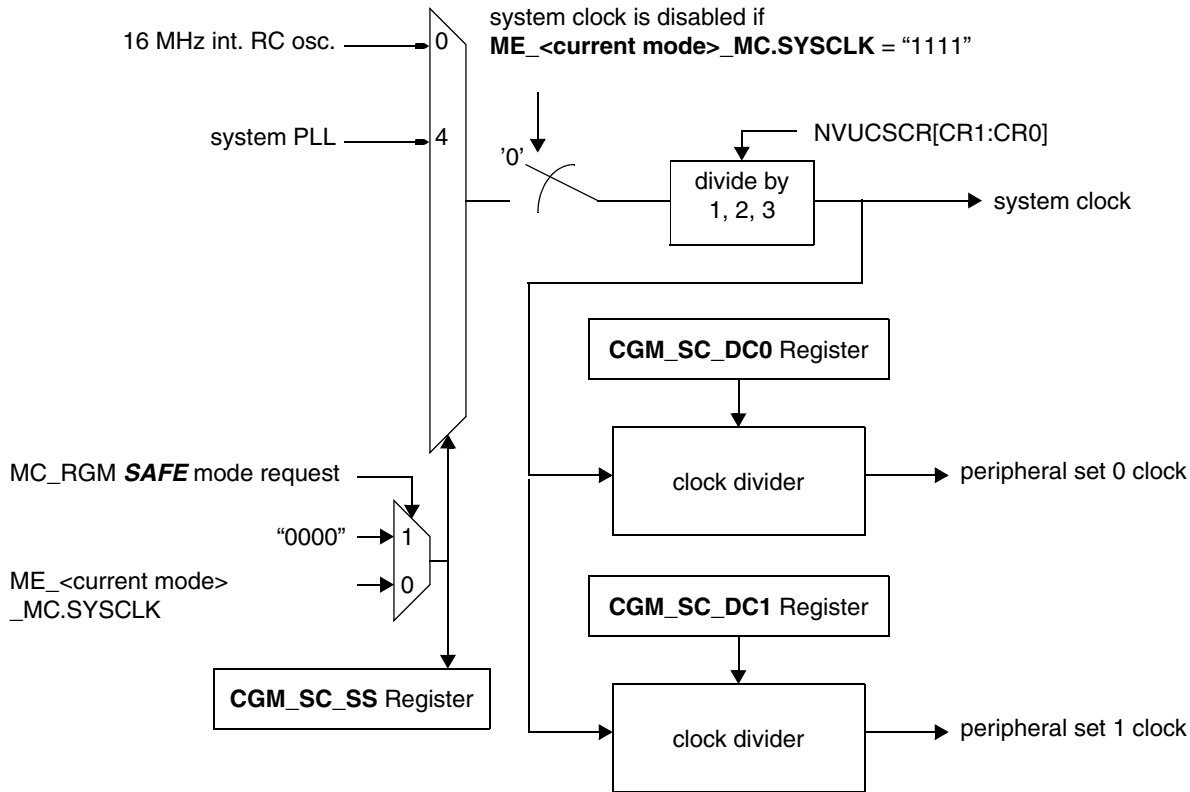 system clock is disabled if
ME_<current mode>_MC.SYSCLK = “1111”
16 MHz int. RC osc.
0
system PLL
4
'0'
NVUCSCR[CR1:CR0]
divide by
1, 2, 3
system clock
CGM_SC_DC0 Register
clock divider
peripheral set 0 clock
MC_RGM SAFE mode request
“0000”
1
ME_<current mode>
_MC.SYSCLK
0
CGM_SC_DC1 Register
CGM_SC_SS Register
clock divider
peripheral set 1 clock